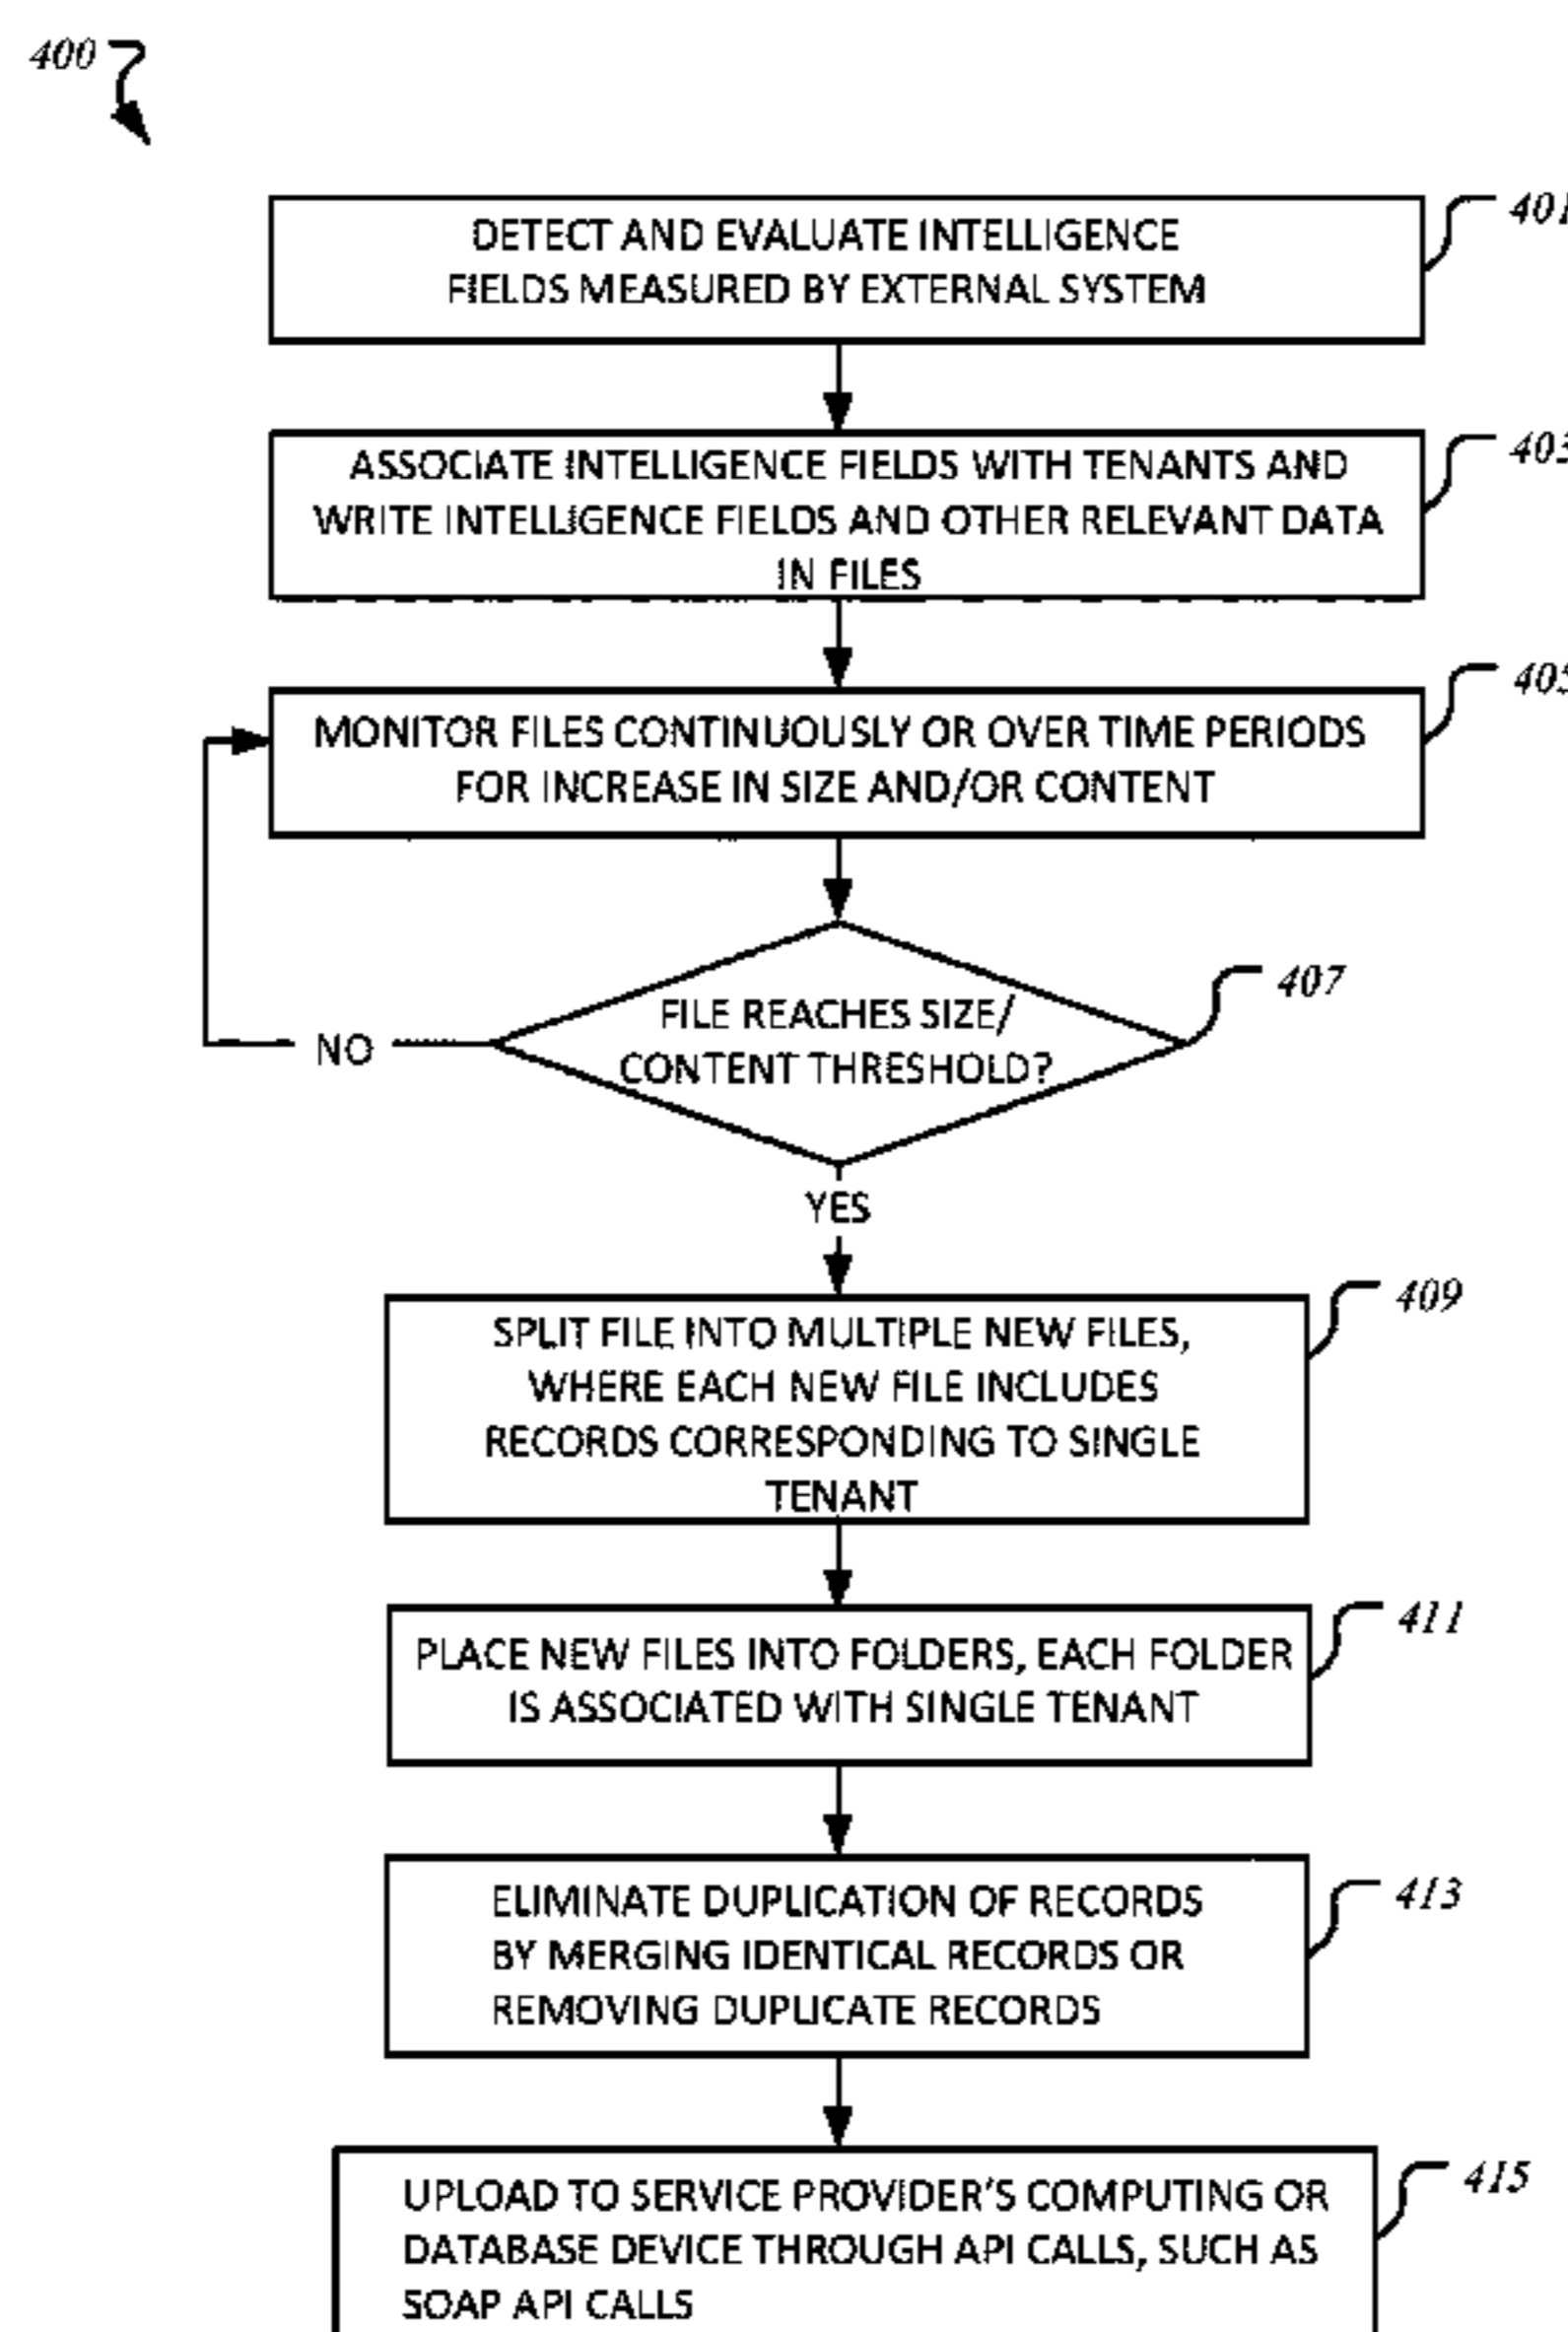 400
DETECT AND EVALUATE INTELLIGENCE
FIELDS MEASURED BY EXTERNAL SYSTEM
401
ASSOCIATE INTELLIGENCE FIELDS WITH TENANTS AND
WRITE INTELLIGENCE FIELDS AND OTHER RELEVANT DATA
IN FILES
403
MONITOR FILES CONTINUOUSLY OR OVER TIME PERIODS
FOR INCREASE IN SIZE AND/OR CONTENT
405
FILE REACHES SIZE/
CONTENT THRESHOLD?
407
NO
YES
SPLIT FILE INTO MULTIPLE NEW FILES,
WHERE EACH NEW FILE INCLUDES
RECORDS CORRESPONDING TO SINGLE
TENANT
409
PLACE NEW FILES INTO FOLDERS, EACH FOLDER
IS ASSOCIATED WITH SINGLE TENANT
411
ELIMINATE DUPLICATION OF RECORDS
BY MERGING IDENTICAL RECORDS OR
REMOVING DUPLICATE RECORDS
413
UPLOAD TO SERVICE PROVIDER'S COMPUTING OR
DATABASE DEVICE THROUGH API CALLS, SUCH AS
SOAP API CALLS
415